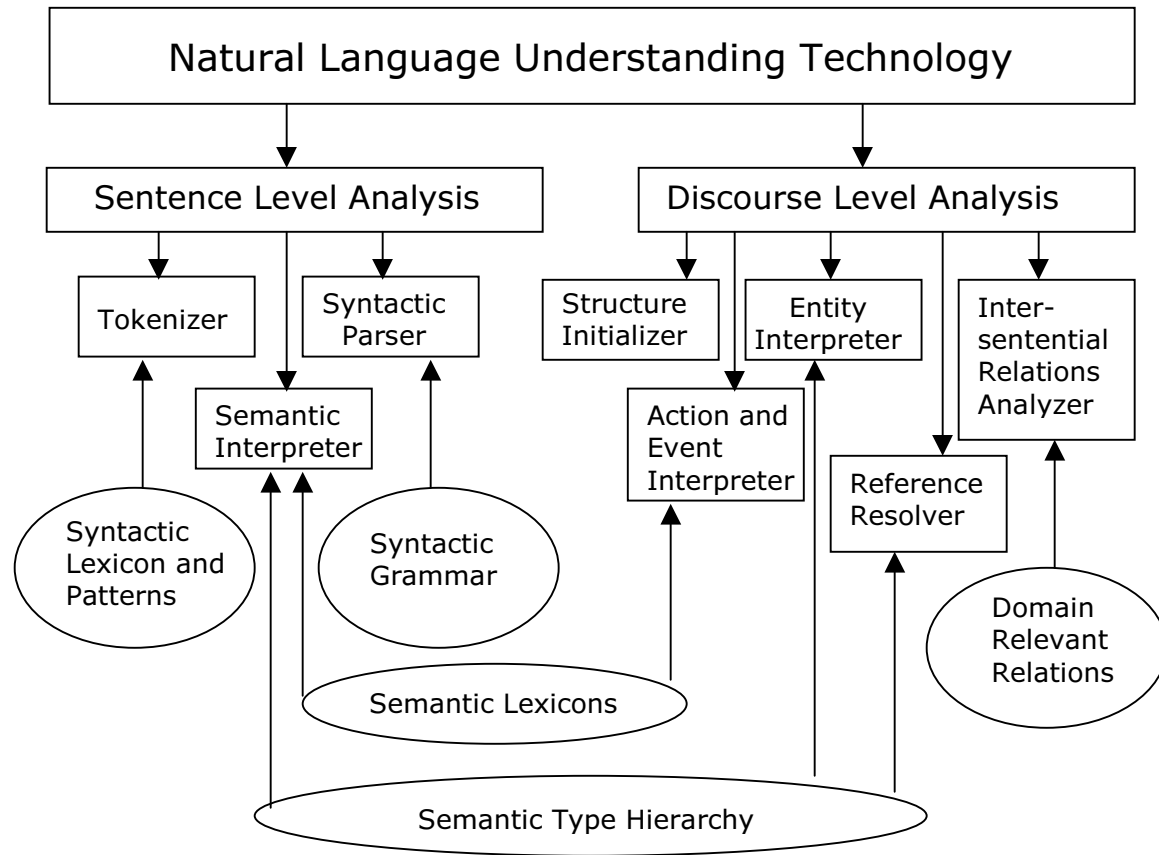 Natural Language Understanding Technology
Sentence Level Analysis
Discourse Level Analysis
Tokenizer
Syntactic
Parser
Structure
Initializer
Entity
Interpreter
Inter-
sentential
Relations
Analyzer
Semantic
Interpreter
Action and
Event
Interpreter
Reference
Resolver
Syntactic
Lexicon and
Patterns
Syntactic
Grammar
Domain
Relevant
Relations
Semantic Lexicons
Semantic Type Hierarchy